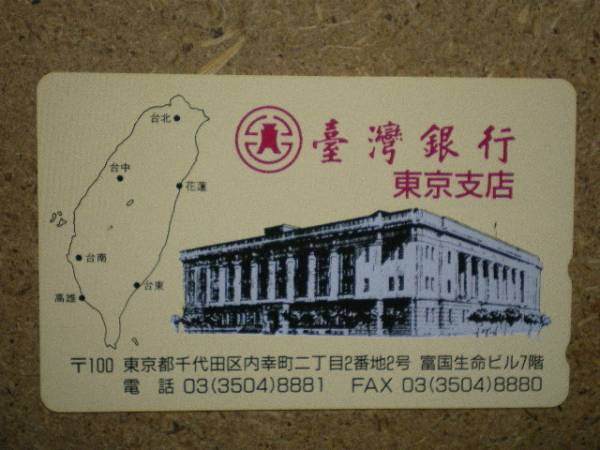 臺灣銀行
東京支店
台北
台中
花蓮
台南
台東
高雄
〒100 東京都千代田区内幸町二丁目2番地2号 富国生命ビル7階
電話 03(3504)8881 FAX 03(3504)8880